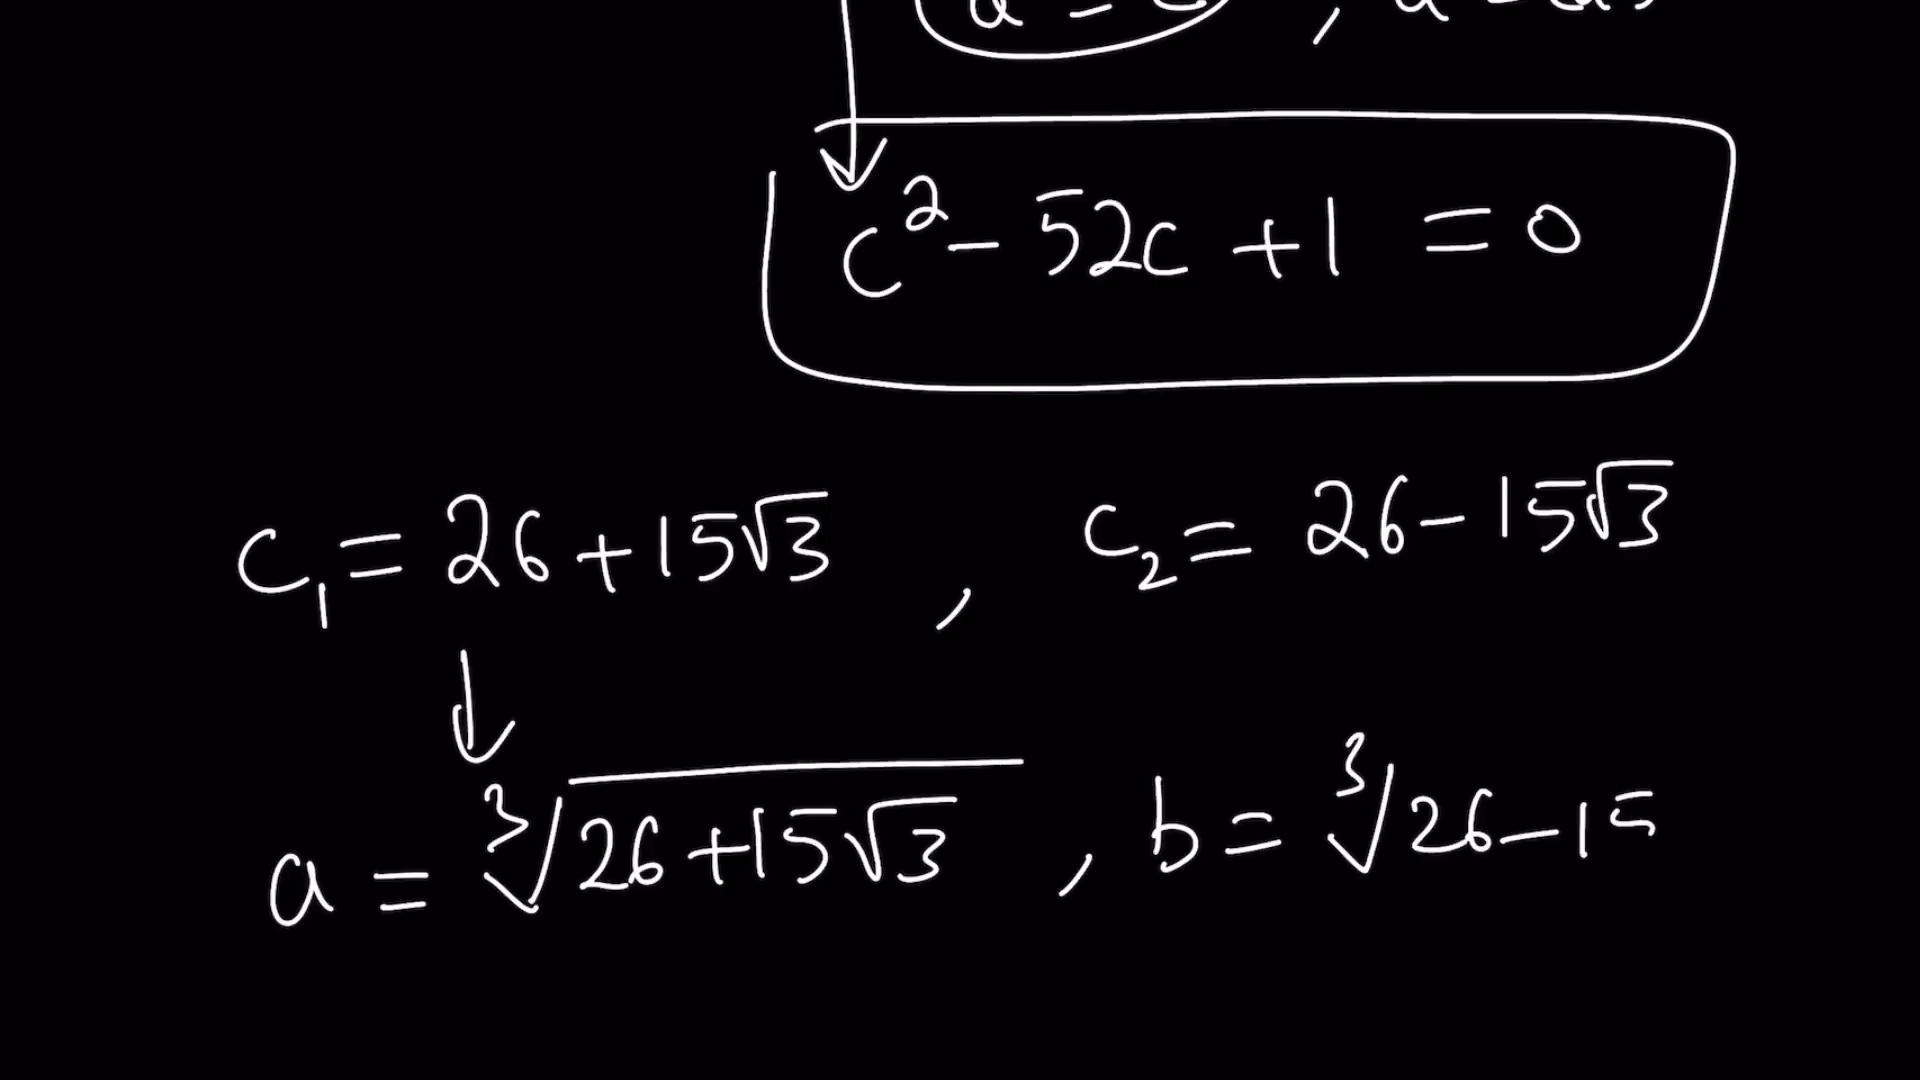 c² - 52c + 1 = 0
c₁ = 26 + 15√3 , c₂ = 26 - 15√3
a = ∛(26 + 15√3) , b = ∛26 - 15